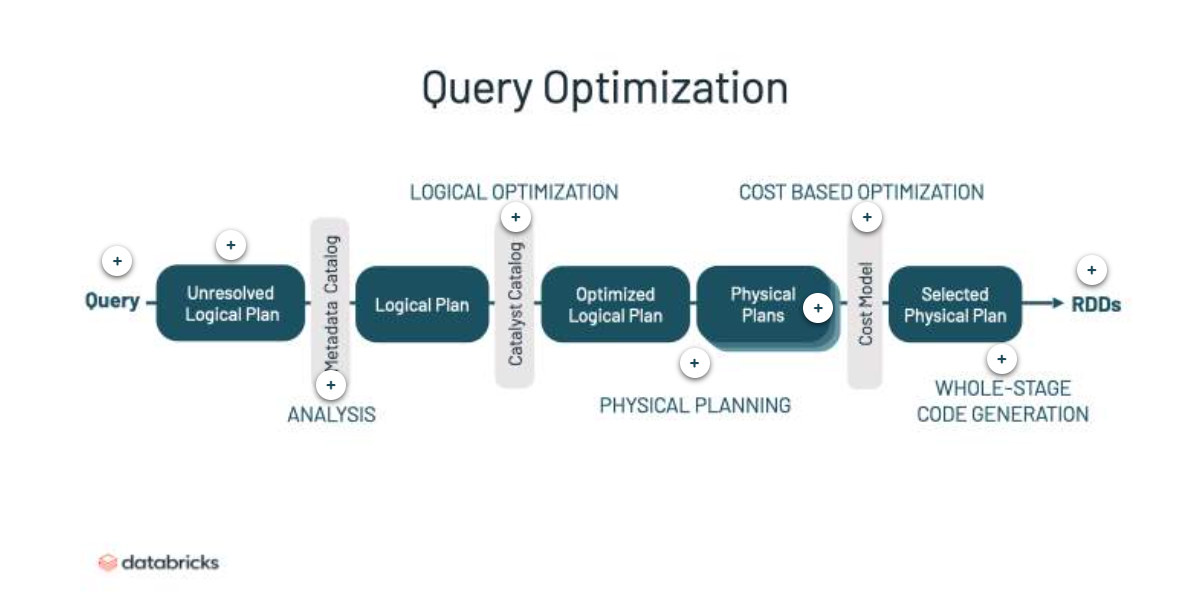 Query Optimization
LOGICAL OPTIMIZATION
COST BASED OPTIMIZATION
Query
Unresolved
Logical Plan
Metadata Catalog
Logical Plan
Catalyst Catalog
Optimized
Logical Plan
Physical
Plans
Cost Model
Selected
Physical Plan
RDDs
ANALYSIS
PHYSICAL PLANNING
WHOLE-STAGE
CODE GENERATION
databricks